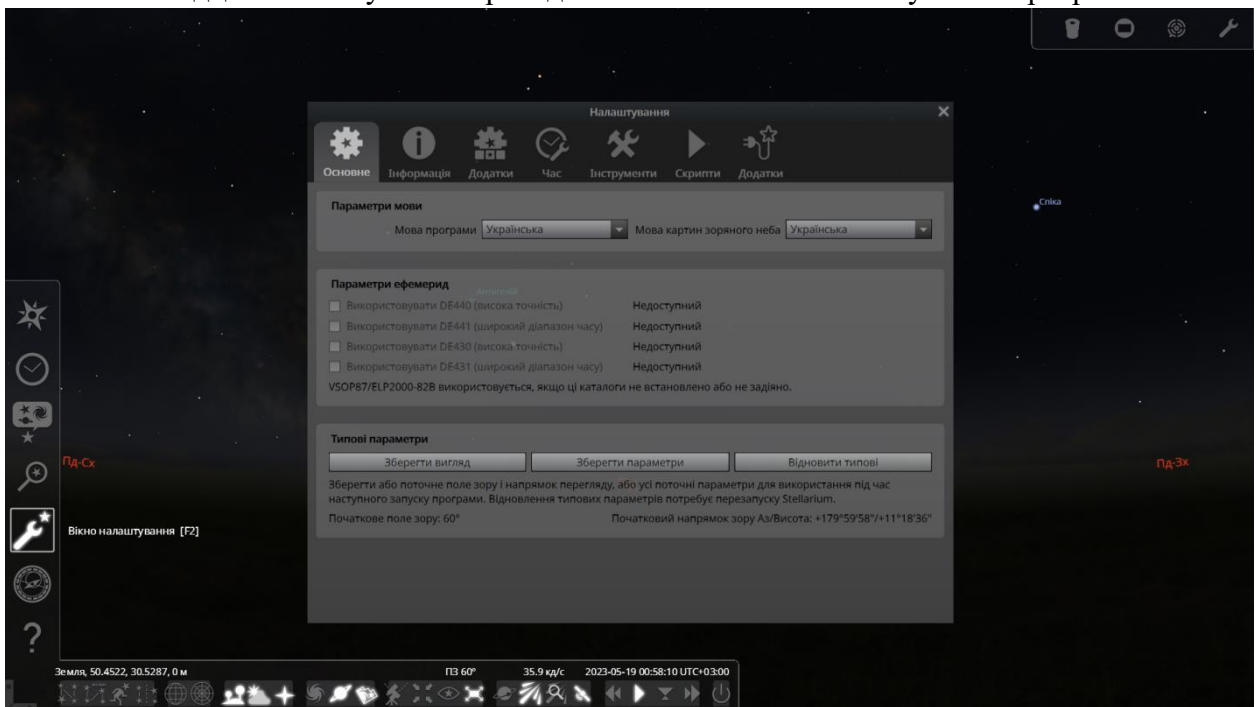 Налаштування
Основне Інформація Додатки Час Інструменти Скрипти Додатки
Параметри мови
Мова програми Українська Мова картин зоряного неба Українська
Спіка
Параметри ефемерид
Використовувати DE440 (висока точність) Недоступний
Використовувати DE441 (широкий діапазон часу) Недоступний
Використовувати DE430 (висока точність) Недоступний
Використовувати DE431 (широкий діапазон часу) Недоступний
VSOP87/ELP2000-82B використовується, якщо ці каталоги не встановлено або не задіяно.
Типові параметри
Зберегти вигляд Зберегти параметри Відновити типові
Пд-Сх
Пд-Зх
Зберегти або поточне поле зору і напрямок перегляду, або усі поточні параметри для використання під час
наступного запуску програми. Відновлення типових параметрів потребує перезапуску Stellarium.
Початкове поле зору: 60° Початковий напрямок зору Аз/Висота: +179°59'58"/+11°18'36"
Вікно налаштування [F2]
Земля, 50.4522, 30.5287, 0 м ПЗ 60° 35.9 кд/с 2023-05-19 00:58:10 UTC+03:00